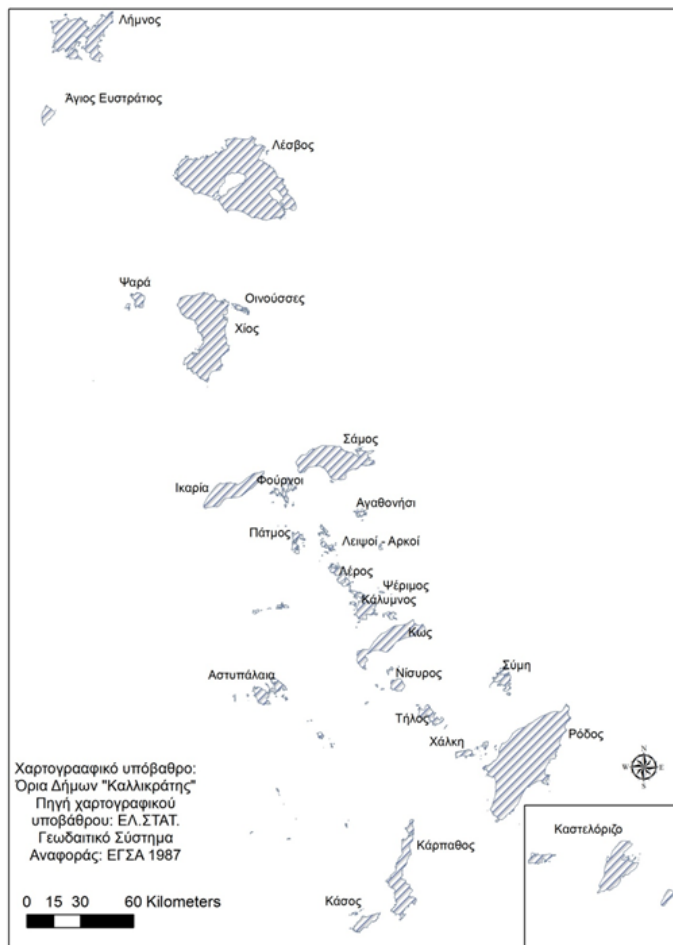 Λήμνος
Άγιος Ευστράτιος
Λέσβος
Ψαρά
Οινούσσες
Χίος
Σάμος
Ικαρία
Φούρνοι
Αγαθονήσι
Πάτμος
Λειψοί - Αρκοί
Λέρος
Ψέριμος
Κάλυμνος
Κως
Αστυπάλαια
Νίσυρος
Σύμη
Τήλος
Χάλκη
Ρόδος
Χαρτογρααφικό υπόβαθρο:
Όρια Δήμων "Καλλικράτης"
Πηγή χαρτογραφικού
υποβάθρου: ΕΛ.ΣΤΑΤ.
Γεωδαιτικό Σύστημα
Αναφοράς: ΕΓΣΑ 1987
N
W E
S
Καστελόριζο
Κάρπαθος
Κάσος
0 15 30 60 Kilometers